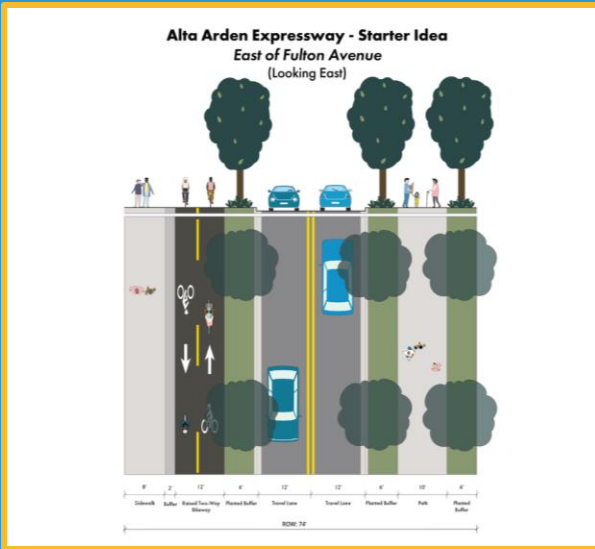 Alta Arden Expressway - Starter Idea
East of Fulton Avenue
(Looking East)
8' 2' 12' 6' 12' 12' 6' 10' 6'
Sidewalk Buffer Raised Two-Way Planted Buffer Travel Lane Travel Lane Planted Buffer Path Planted
Bikeway Buffer
ROW: 74'